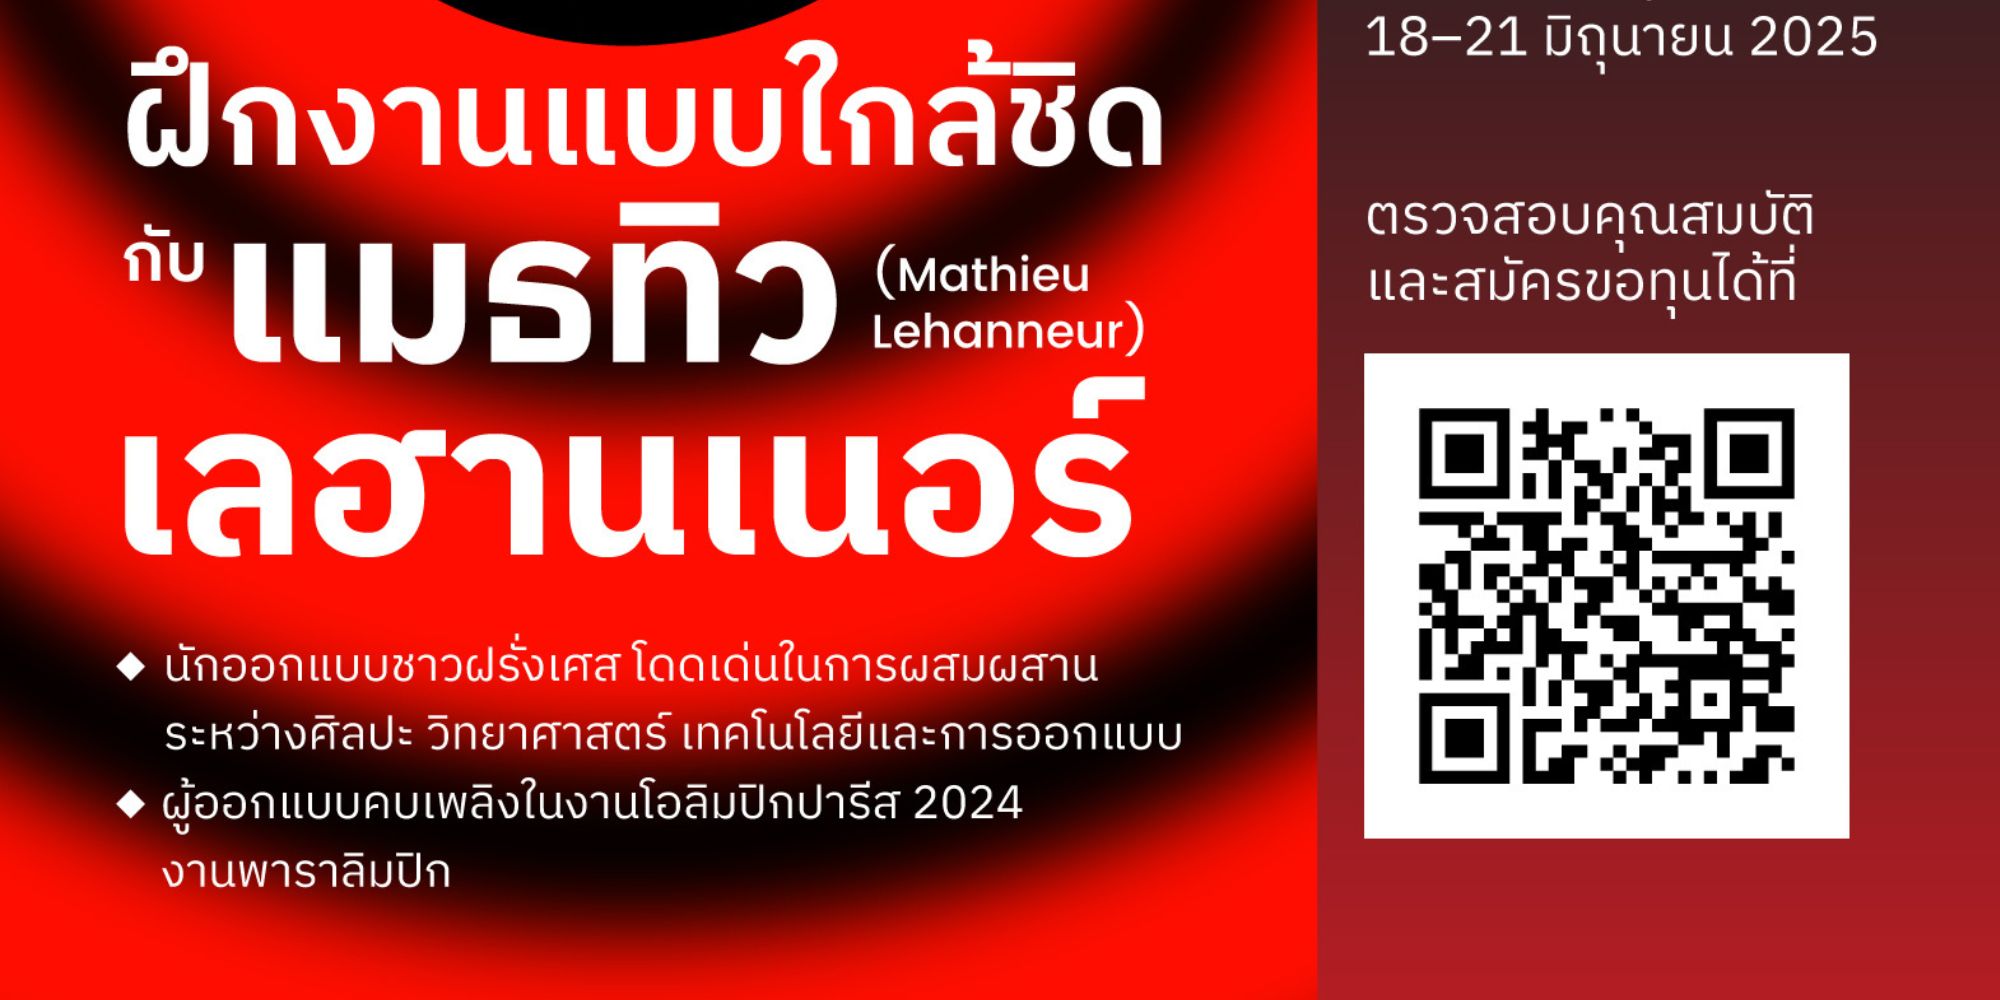 ฝึกงานแบบใกล้ชิด
กับ แมธทิว (Mathieu
Lehanneur)
เลฮานเนอร์
◆ นักออกแบบชาวฝรั่งเศส โดดเด่นในการผสมผสาน
ระหว่างศิลปะ วิทยาศาสตร์ เทคโนโลยีและการออกแบบ
◆ ผู้ออกแบบคบเพลิงในงานโอลิมปิกปารีส 2024
งานพาราลิมปิก
18–21 มิถุนายน 2025
ตรวจสอบคุณสมบัติ
และสมัครขอทุนได้ที่